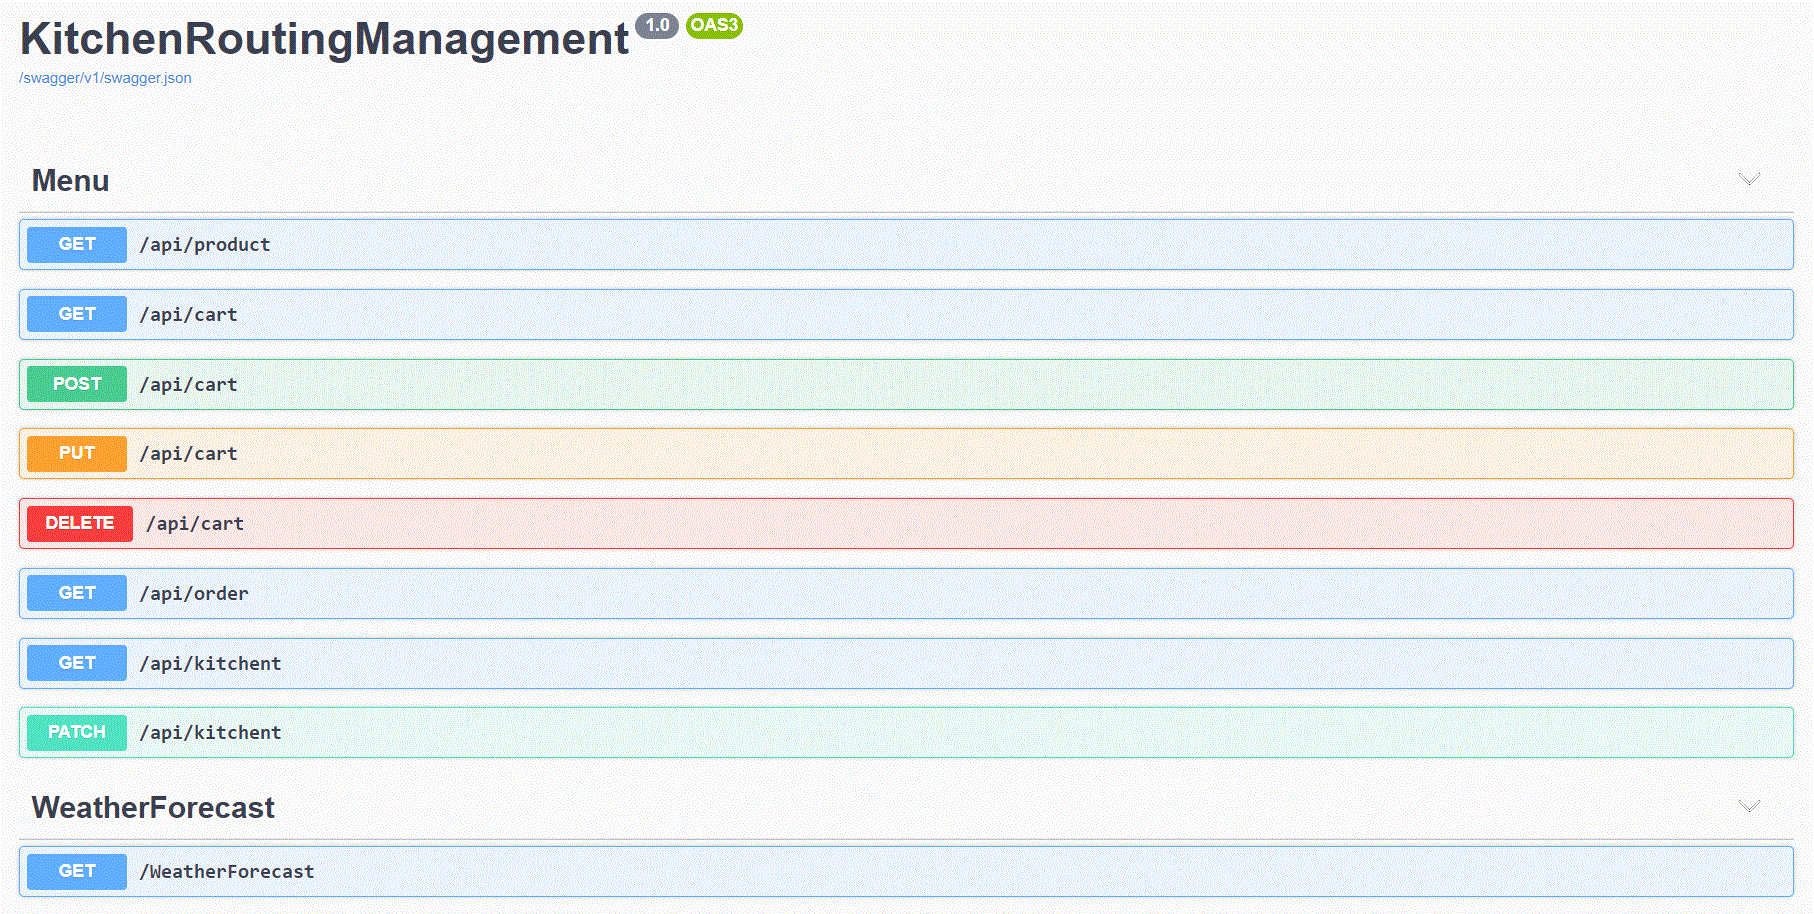 KitchenRoutingManagement 1.0 OAS3
/swagger/v1/swagger.json
Menu
GET /api/product
GET /api/cart
POST /api/cart
PUT /api/cart
DELETE /api/cart
GET /api/order
GET /api/kitchent
PATCH /api/kitchent
WeatherForecast
GET /WeatherForecast